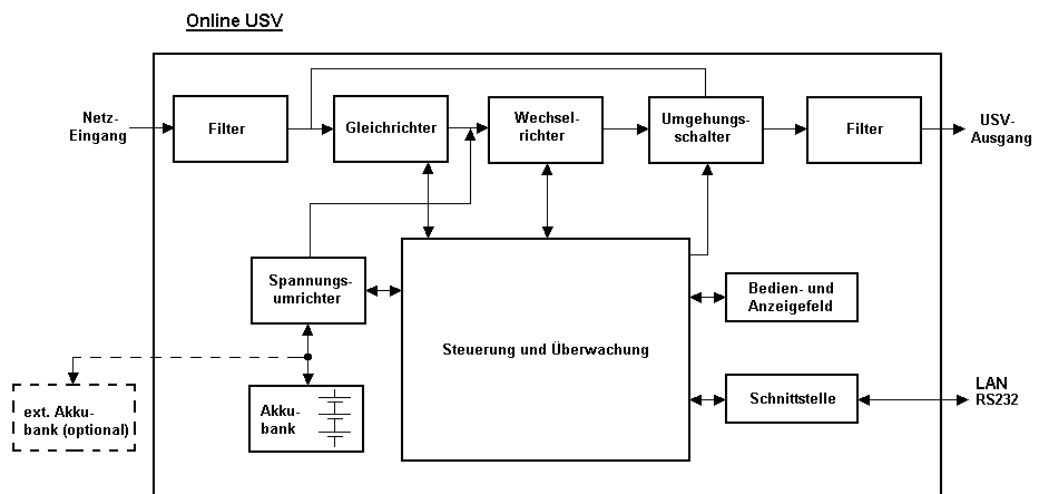 Online USV
Netz-
Eingang
Filter
Gleichrichter
Wechsel-
richter
Umgehungs-
schalter
Filter
USV-
Ausgang
Spannungs-
umrichter
Steuerung und Überwachung
Bedien- und
Anzeigefeld
ext. Akku-
bank (optional)
Akku-
bank
Schnittstelle
LAN
RS232